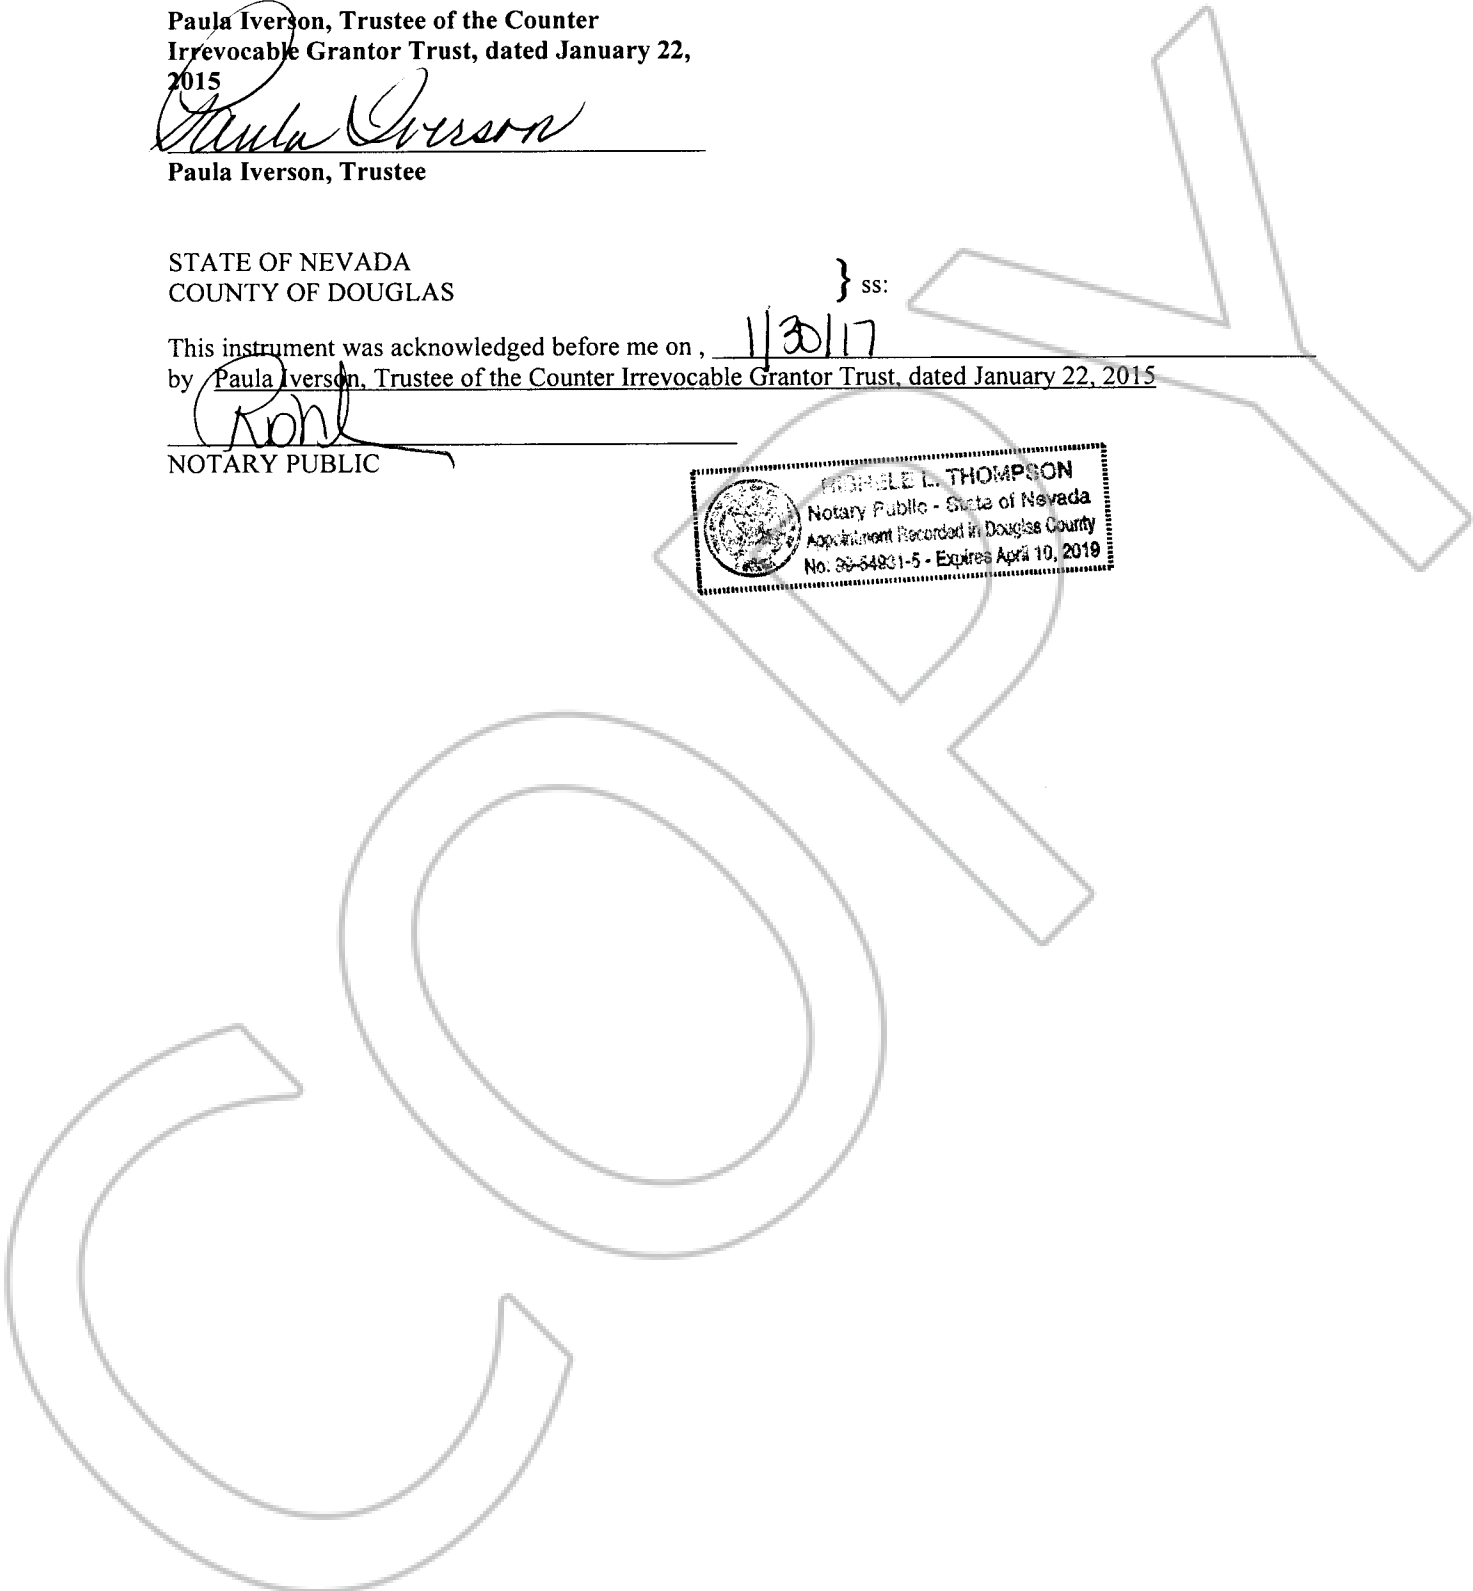 Paula Iverson, Trustee of the Counter
Irrevocable Grantor Trust, dated January 22,
2015
Paula Iverson
Paula Iverson, Trustee
STATE OF NEVADA
COUNTY OF DOUGLAS
} ss:
This instrument was acknowledged before me on , 1/30/17
by Paula Iverson, Trustee of the Counter Irrevocable Grantor Trust, dated January 22, 2015
NOTARY PUBLIC
L. THOMPSON
Notary Public - State of Nevada
Appointment Recorded in Douglas County
No: - Expires April 10, 2019
COPY